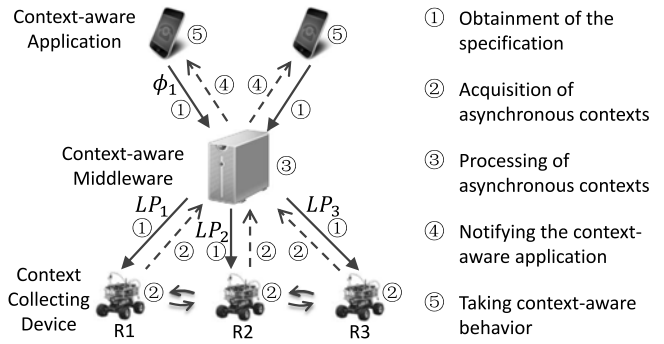 Context-aware
Application
⑤
⑤
① Obtainment of the
specification
ϕ₁
④
④
①
①
② Acquisition of
asynchronous contexts
Context-aware
Middleware
③
③ Processing of
asynchronous contexts
LP₁
LP₂
LP₃
①
①
①
②
②
②
④ Notifying the context-
aware application
Context
Collecting
Device
②
②
②
R1
R2
R3
⑤ Taking context-aware
behavior